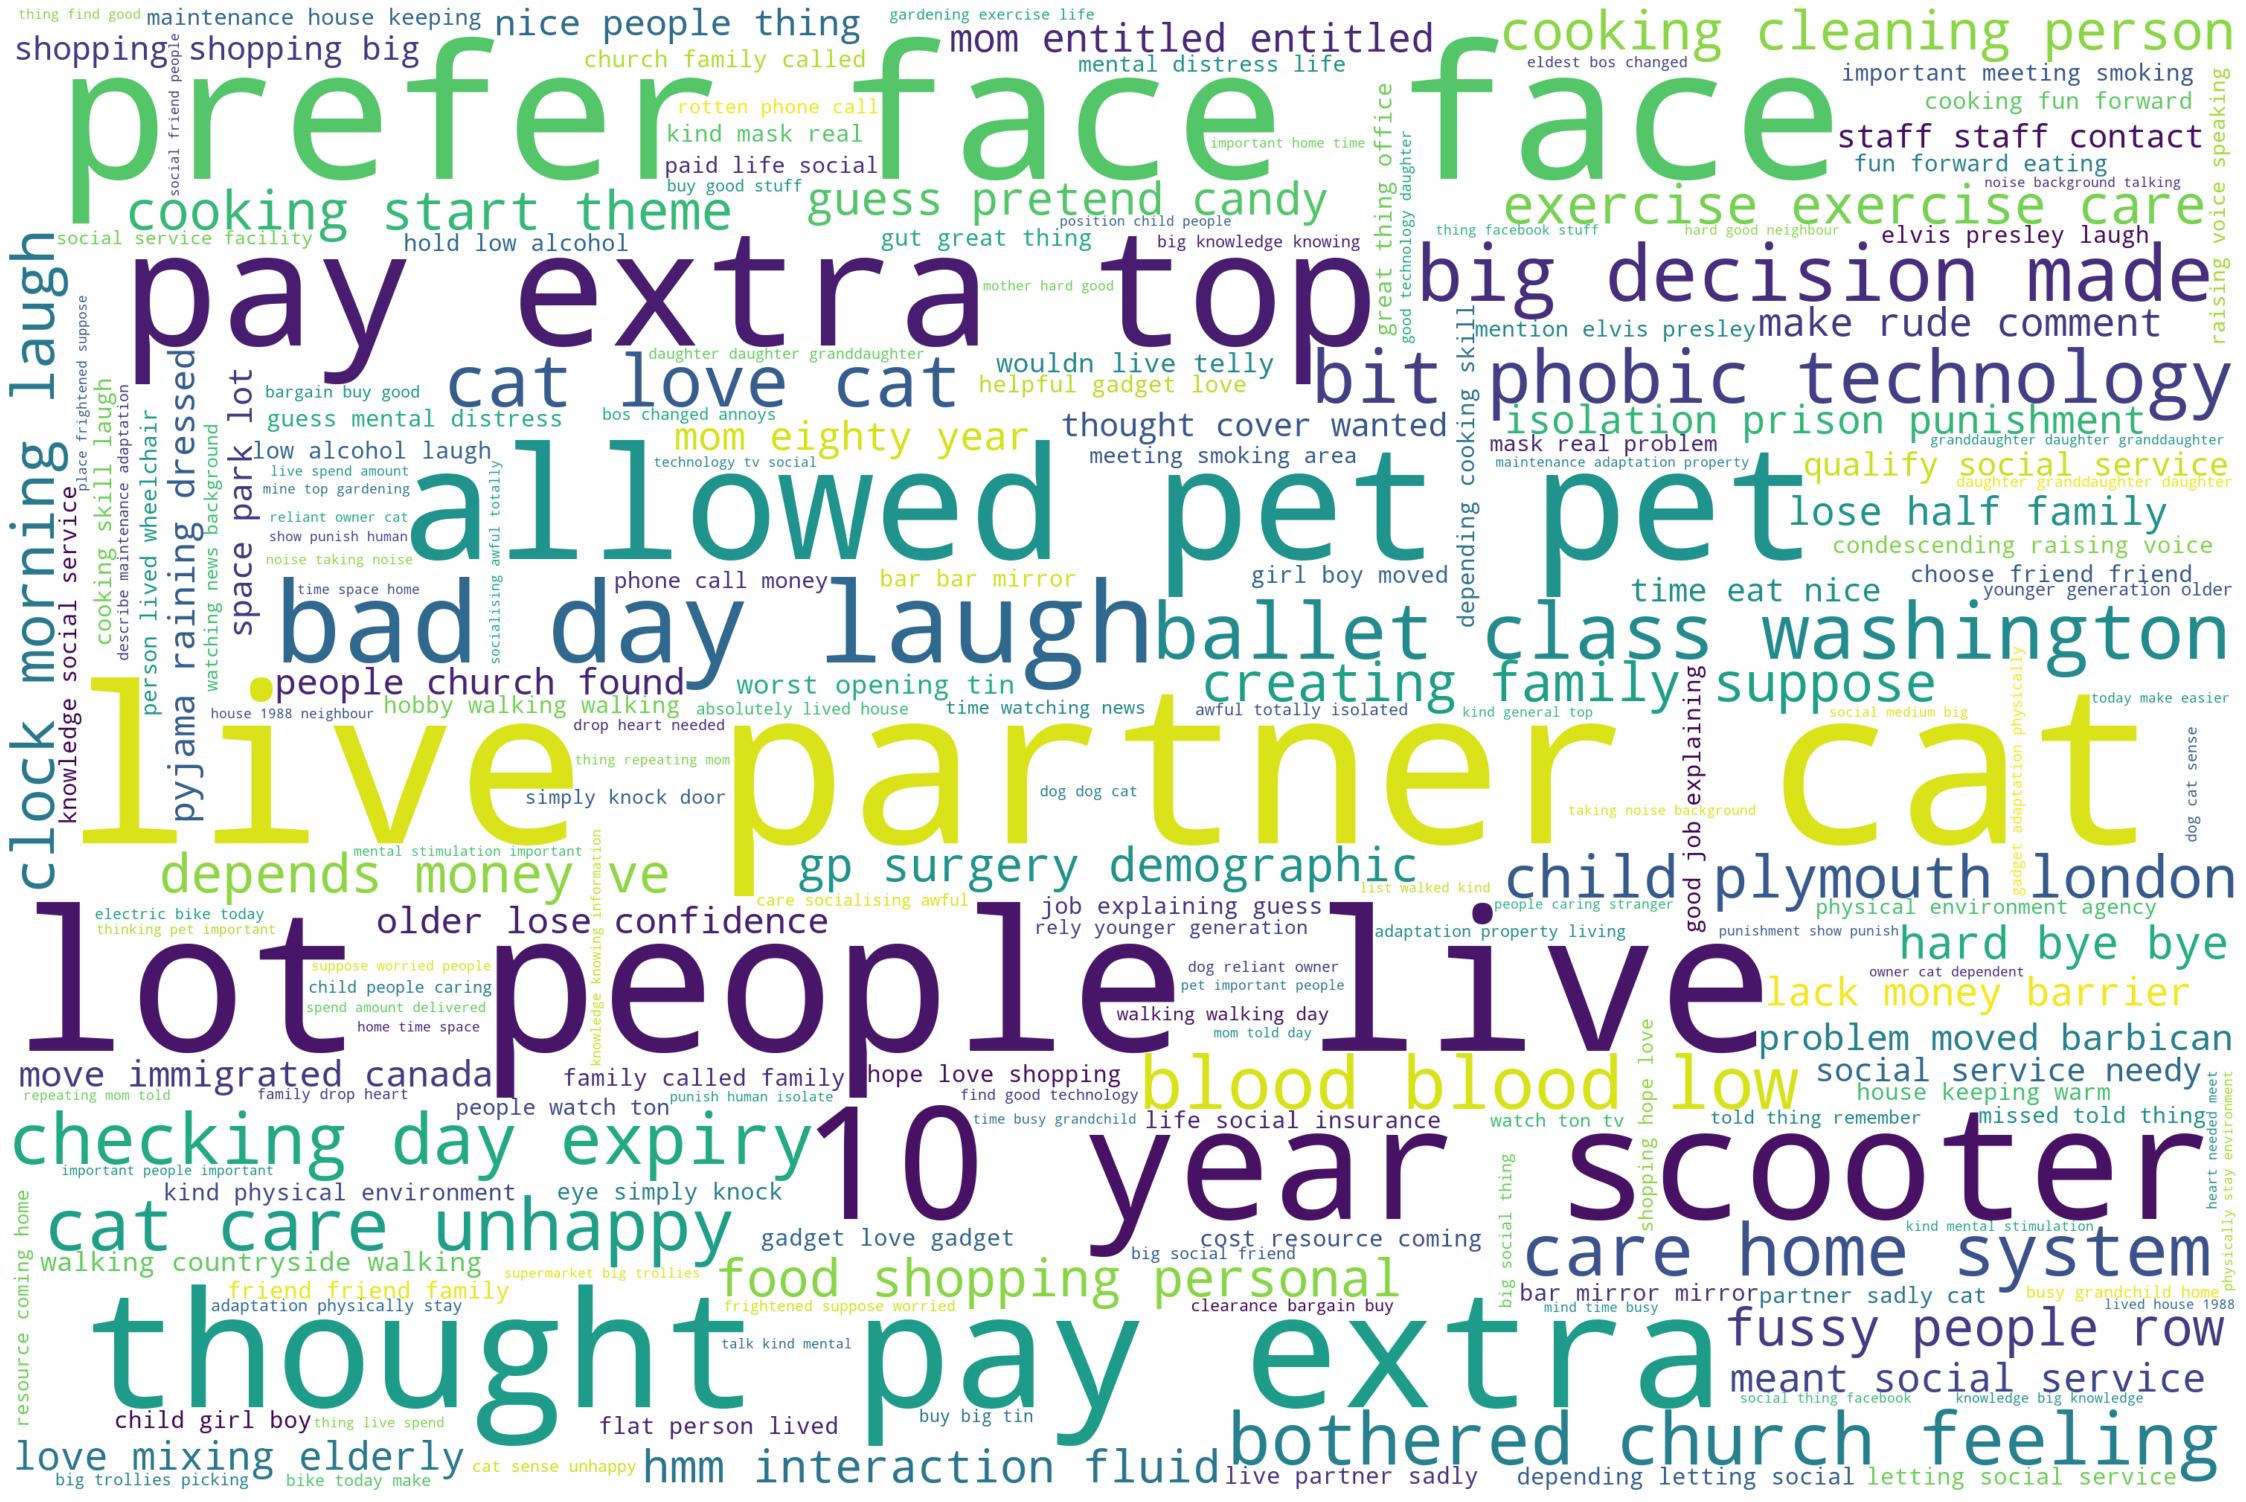 thing find good
maintenance house keeping
nice people thing
gardening exercise life
mom entitled entitled
cooking cleaning person
shopping shopping big
church family called
mental distress life
eldest bos changed
important meeting smoking
prefer face face
social friend people
rotten phone call
kind mask real
important home time
paid life social
buy good stuff
great thing office
good technology daughter
cooking fun forward
staff staff contact
fun forward eating
noise background talking
raising voice speaking
cooking start theme
guess pretend candy
position child people
exercise exercise care
social service facility
hold low alcohol
gut great thing
big knowledge knowing
thing facebook stuff
hard good neighbour
elvis presley laugh
clock morning laugh
pay extra top
mother hard good
big decision made
place frightened suppose
mention elvis presley
make rude comment
daughter daughter granddaughter
wouldn live telly
bit phobic technology
cat love cat
helpful gadget love
bargain buy good
pyjama raining dressed
space park lot
depending cooking skill
guess mental distress
bos changed annoys
thought cover wanted
isolation prison punishment
cooking skill laugh
describe maintenance adaptation
person lived wheelchair
watching news background
mom eighty year
mask real problem
granddaughter daughter granddaughter
low alcohol laugh
meeting smoking area
live spend amount
technology tv social
maintenance adaptation property
qualify social service
mine top gardening
daughter granddaughter daughter
allowed pet pet
socialising awful totally
knowledge social service
reliant owner cat
lose half family
show punish human
noise taking noise
condescending raising voice
time space home
phone call money
bar bar mirror
girl boy moved
choose friend friend
bad day laugh
time eat nice
younger generation older
ballet class washington
people church found
worst opening tin
creating family suppose
good job explaining
gadget adaptation physically
house 1988 neighbour
hobby walking walking
absolutely lived house
time watching news
awful totally isolated
kind general top
social medium big
today make easier
drop heart needed
live partner cat
thing repeating mom
dog cat sense
simply knock door
dog dog cat
taking noise background
mental stimulation important
knowledge knowing information
depends money ve
gp surgery demographic
child plymouth london
list walked kind
care socialising awful
electric bike today
older lose confidence
job explaining guess
people caring stranger
physical environment agency
thinking pet important
rely younger generation
adaptation property living
punishment show punish
hard bye bye
lot people live
suppose worried people
dog reliant owner
owner cat dependent
child people caring
pet important people
lack money barrier
spend amount delivered
walking walking day
home time space
mom told day
problem moved barbican
move immigrated canada
family called family
hope love shopping
blood blood low
social service needy
repeating mom told
family drop heart
punish human isolate
find good technology
house keeping warm
shopping hope love
heart needed meet
physically stay environment
people watch ton
time busy grandchild
life social insurance
watch ton tv
told thing remember
missed told thing
checking day expiry
10 year scooter
important people important
kind physical environment
eye simply knock
big social thing
resource coming home
cat care unhappy
gadget love gadget
cost resource coming
kind mental stimulation
big social friend
care home system
walking countryside walking
supermarket big trollies
food shopping personal
friend friend family
bar mirror mirror
partner sadly cat
busy grandchild home
adaptation physically stay
frightened suppose worried
clearance bargain buy
mind time busy
lived house 1988
thought pay extra
talk kind mental
fussy people row
meant social service
social thing facebook
knowledge big knowledge
child girl boy
thing live spend
flat person lived
buy big tin
bothered church feeling
love mixing elderly
cat sense unhappy
hmm interaction fluid
live partner sadly
depending letting social
letting social service
big trollies picking
bike today make